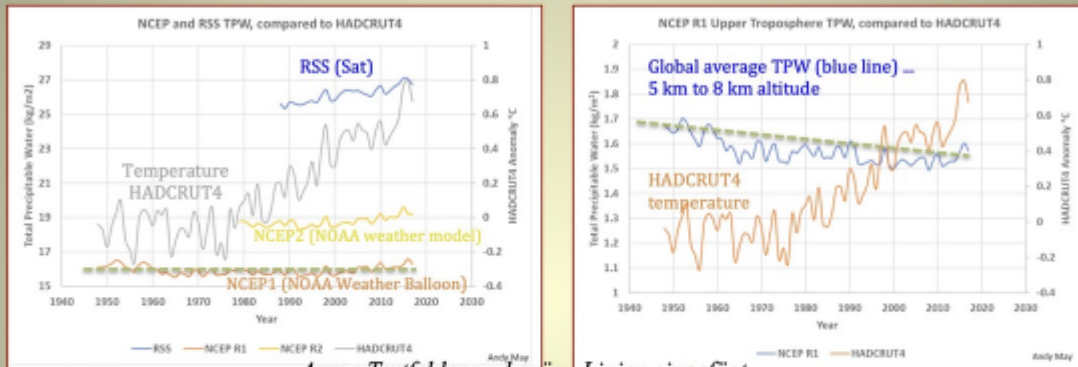 NCEP and RSS TPW, compared to HADCRUT4
29
27
25
23
21
19
17
15
Total Precipitable Water (kg/m2)
1
0.8
0.6
0.4
0.2
0
-0.2
-0.4
HADCRUT4 Anomaly °C
RSS (Sat)
Temperature
HADCRUT4
NCEP2 (NOAA weather model)
NCEP1 (NOAA Weather Balloon)
1940 1950 1960 1970 1980 1990 2000 2010 2020 2030
Year
RSS NCEP R1 NCEP R2 HADCRUT4
Andy May
NCEP R1 Upper Troposphere TPW, compared to HADCRUT4
2
1.9
1.8
1.7
1.6
1.5
1.4
1.3
1.2
1.1
1
Total Precipitable Water (kg/m²)
1
0.8
0.6
0.4
0.2
0
-0.2
-0.4
HADCRUT4 Anomaly °C
Global average TPW (blue line) ...
5 km to 8 km altitude
HADCRUT4
temperature
1940 1950 1960 1970 1980 1990 2000 2010 2020 2030
Year
NCEP R1 HADCRUT4
Andy May